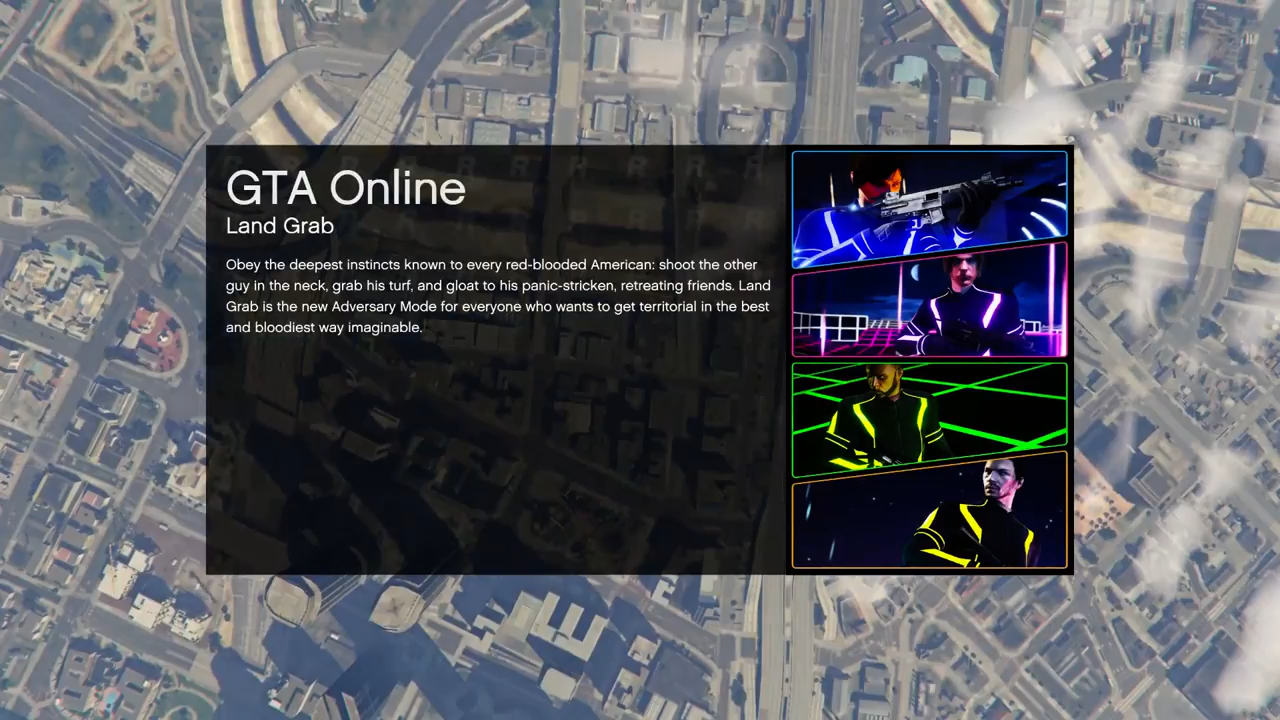 GTA Online
Land Grab
Obey the deepest instincts known to every red-blooded American: shoot the other
guy in the neck, grab his turf, and gloat to his panic-stricken, retreating friends. Land
Grab is the new Adversary Mode for everyone who wants to get territorial in the best
and bloodiest way imaginable.